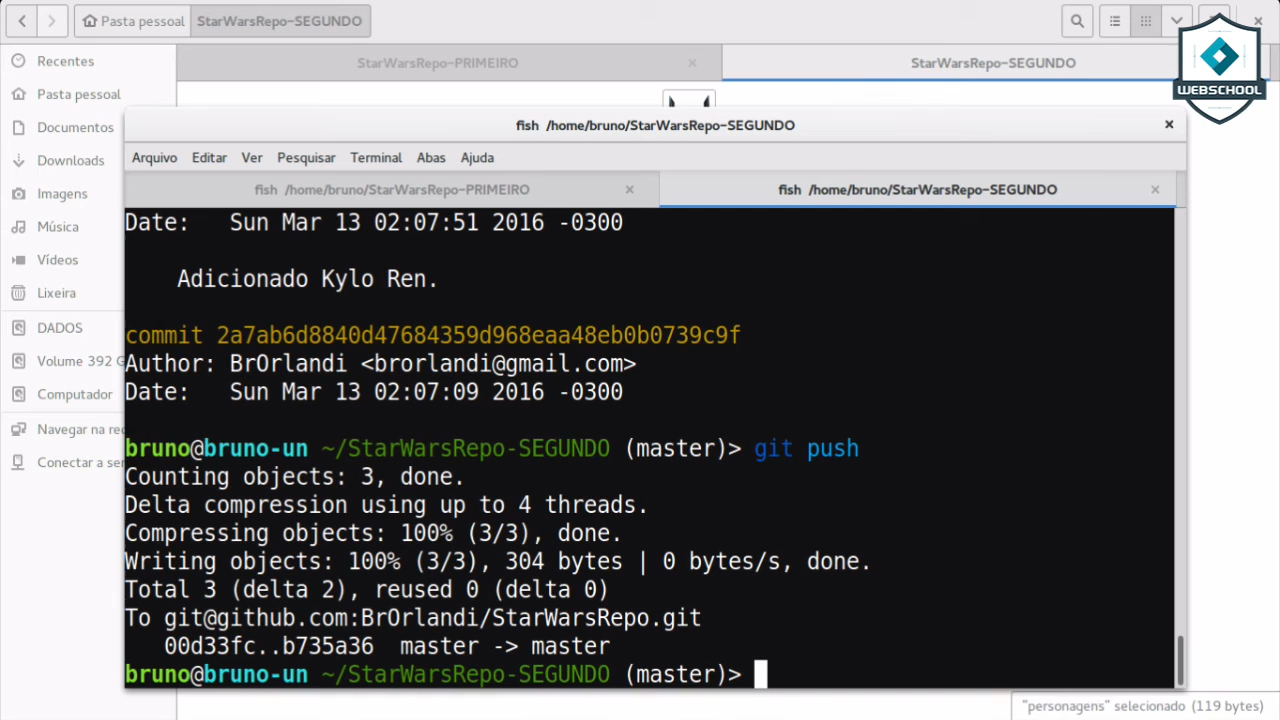 Pasta pessoal
StarWarsRepo-SEGUNDO
Recentes
Pasta pessoal
Documentos
Downloads
Imagens
Música
Vídeos
Lixeira
DADOS
Volume 392 G
Computador
Navegar na re
Conectar a se
StarWarsRepo-PRIMEIRO
StarWarsRepo-SEGUNDO
WEBSCHOOL
fish /home/bruno/StarWarsRepo-SEGUNDO
Arquivo Editar Ver Pesquisar Terminal Abas Ajuda
fish /home/bruno/StarWarsRepo-PRIMEIRO
fish /home/bruno/StarWarsRepo-SEGUNDO
Date:   Sun Mar 13 02:07:51 2016 -0300
Adicionado Kylo Ren.
commit 2a7ab6d8840d47684359d968eaa48eb0b0739c9f
Author: BrOrlandi <brorlandi@gmail.com>
Date:   Sun Mar 13 02:07:09 2016 -0300
bruno@bruno-un ~/StarWarsRepo-SEGUNDO (master)> git push
Counting objects: 3, done.
Delta compression using up to 4 threads.
Compressing objects: 100% (3/3), done.
Writing objects: 100% (3/3), 304 bytes | 0 bytes/s, done.
Total 3 (delta 2), reused 0 (delta 0)
To git@github.com:BrOrlandi/StarWarsRepo.git
00d33fc..b735a36  master -> master
bruno@bruno-un ~/StarWarsRepo-SEGUNDO (master)>
"personagens" selecionado (119 bytes)